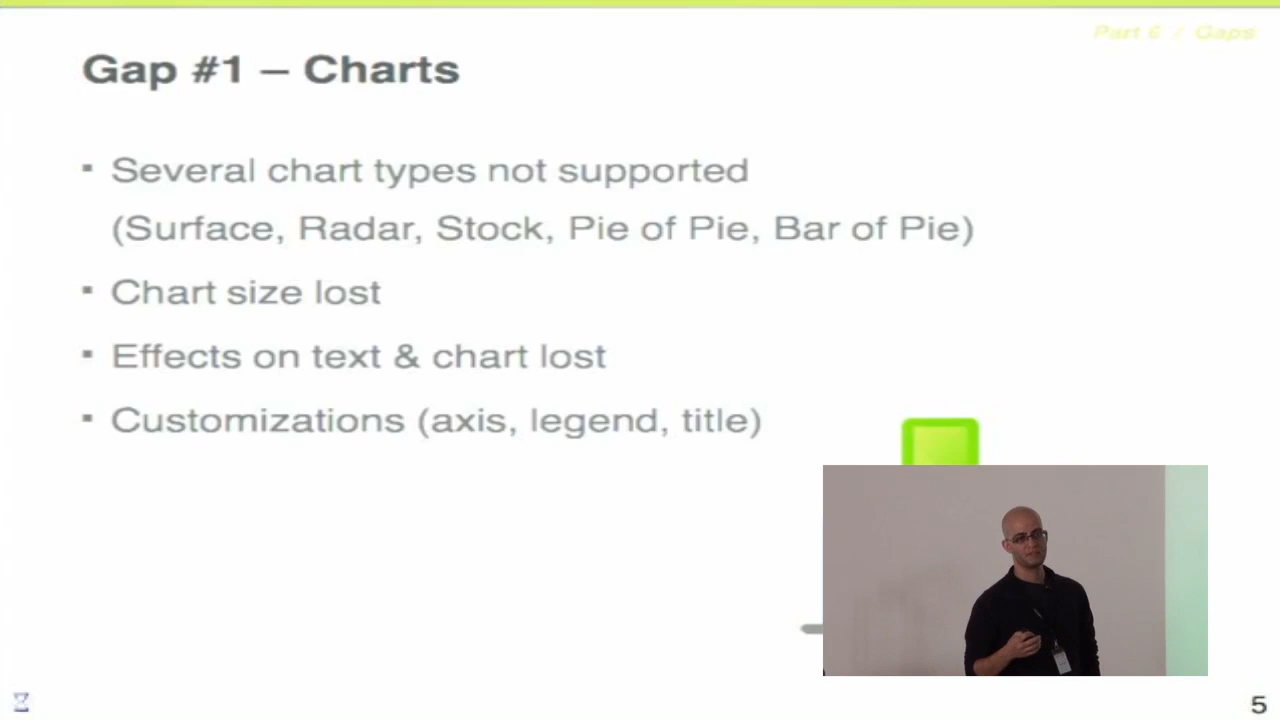 Part 6 / Gaps
Gap #1 – Charts
▪ Several chart types not supported
(Surface, Radar, Stock, Pie of Pie, Bar of Pie)
▪ Chart size lost
▪ Effects on text & chart lost
▪ Customizations (axis, legend, title)
5